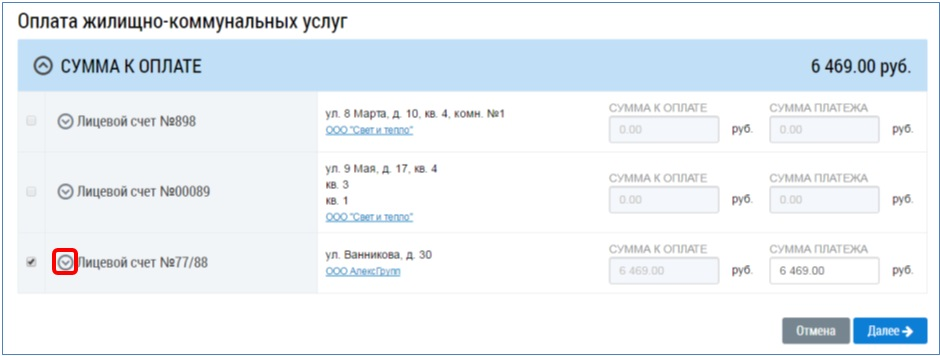 Оплата жилищно-коммунальных услуг
СУММА К ОПЛАТЕ 6 469.00 руб.
Лицевой счет №898
ул. 8 Марта, д. 10, кв. 4, комн. №1
ООО "Свет и тепло"
СУММА К ОПЛАТЕ СУММА ПЛАТЕЖА
0.00 руб. 0.00 руб.
Лицевой счет №00089
ул. 9 Мая, д. 17, кв. 4
кв. 3
кв. 1
ООО "Свет и тепло"
СУММА К ОПЛАТЕ СУММА ПЛАТЕЖА
0.00 руб. 0.00 руб.
Лицевой счет №77/88
ул. Ванникова, д. 30
ООО АлексГрупп
СУММА К ОПЛАТЕ СУММА ПЛАТЕЖА
6 469.00 руб. 6 469.00 руб.
Отмена Далее